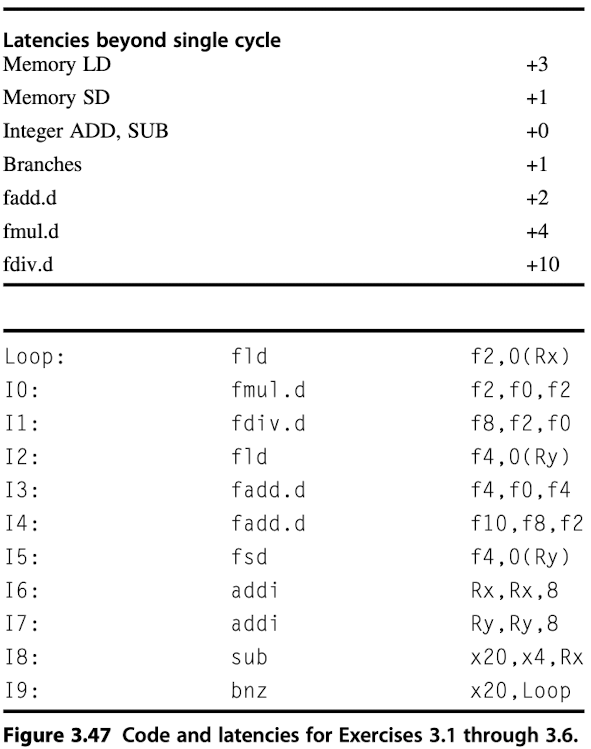 Latencies beyond single cycle
Memory LD +3
Memory SD +1
Integer ADD, SUB +0
Branches +1
fadd.d +2
fmul.d +4
fdiv.d +10
Loop: fld f2,0(Rx)
I0: fmul.d f2,f0,f2
I1: fdiv.d f8,f2,f0
I2: fld f4,0(Ry)
I3: fadd.d f4,f0,f4
I4: fadd.d f10,f8,f2
I5: fsd f4,0(Ry)
I6: addi Rx,Rx,8
I7: addi Ry,Ry,8
I8: sub x20,x4,Rx
I9: bnz x20,Loop
Figure 3.47 Code and latencies for Exercises 3.1 through 3.6.